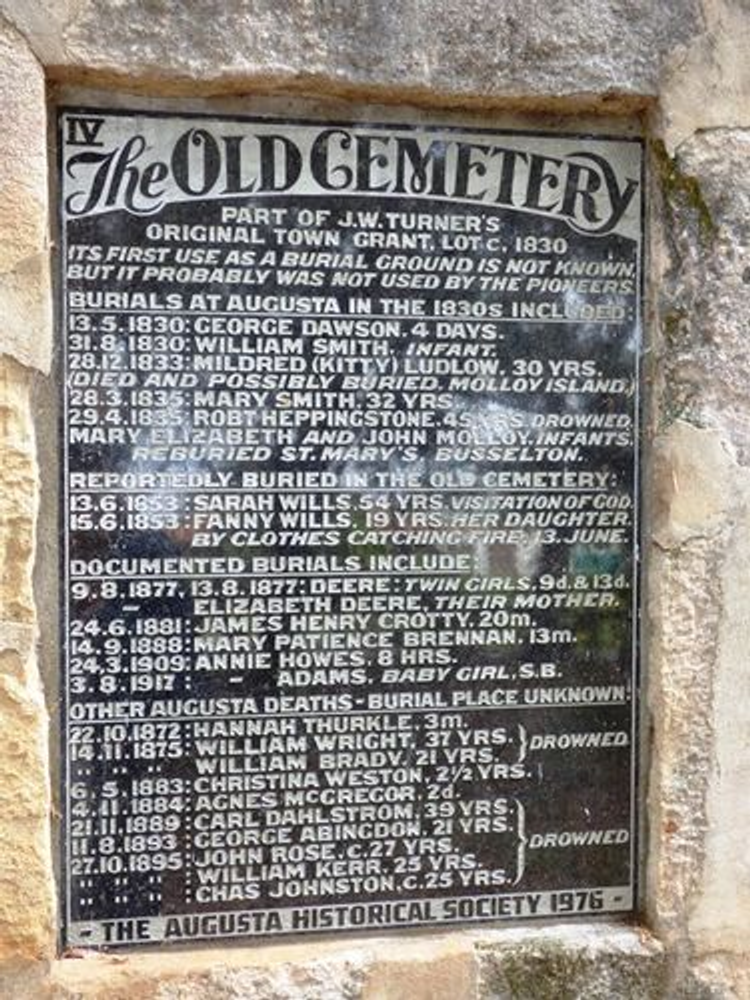 IV
The OLD CEMETERY
PART OF J.W. TURNER'S
ORIGINAL TOWN GRANT, LOT C. 1830
ITS FIRST USE AS A BURIAL GROUND IS NOT KNOWN,
BUT IT PROBABLY WAS NOT USED BY THE PIONEERS
BURIALS AT AUGUSTA IN THE 1830s INCLUDED:
13.5.1830: GEORGE DAWSON. 4 DAYS.
31.8.1830: WILLIAM SMITH. INFANT.
28.12.1833: MILDRED (KITTY) LUDLOW. 30 YRS.
(DIED AND POSSIBLY BURIED. MOLLOY ISLAND.)
28.3.1835: MARY SMITH. 32 YRS
29.4.1835: ROBT HEPPINGSTONE. 45 YRS. DROWNED.
MARY ELIZABETH AND JOHN MOLLOY. INFANTS.
REBURIED ST. MARY'S BUSSELTON.
REPORTEDLY BURIED IN THE OLD CEMETERY:
13.6.1853: SARAH WILLS. 54 YRS. VISITATION OF GOD.
15.6.1853: FANNY WILLS. 19 YRS. HER DAUGHTER.
BY CLOTHES CATCHING FIRE, 13. JUNE.
DOCUMENTED BURIALS INCLUDE:
9.8.1877, 13.8.1877: DEERE: TWIN GIRLS, 9d. & 13d.
– ELIZABETH DEERE, THEIR MOTHER.
24.6.1881: JAMES HENRY CROTTY. 20m.
14.9.1888: MARY PATIENCE BRENNAN. 13m.
24.3.1909: ANNIE HOWES. 8 HRS.
3.8.1917: – ADAMS. BABY GIRL, S.B.
OTHER AUGUSTA DEATHS - BURIAL PLACE UNKNOWN:
22.10.1872: HANNAH THURKLE. 3m.
14.11.1875: WILLIAM WRIGHT, 37 YRS. } DROWNED
" " " WILLIAM BRADY. 21 YRS.
6.5.1883: CHRISTINA WESTON, 2½ YRS.
4.11.1884: AGNES McGREGOR, 2d.
21.11.1889: CARL DAHLSTROM, 39 YRS.
11.8.1893: GEORGE ABINGDON, 21 YRS.
27.10.1895: JOHN ROSE. C. 27 YRS. } DROWNED
" " " : WILLIAM KERR, 25 YRS.
" " " : CHAS JOHNSTON. C. 25 YRS.
- THE AUGUSTA HISTORICAL SOCIETY 1976 -